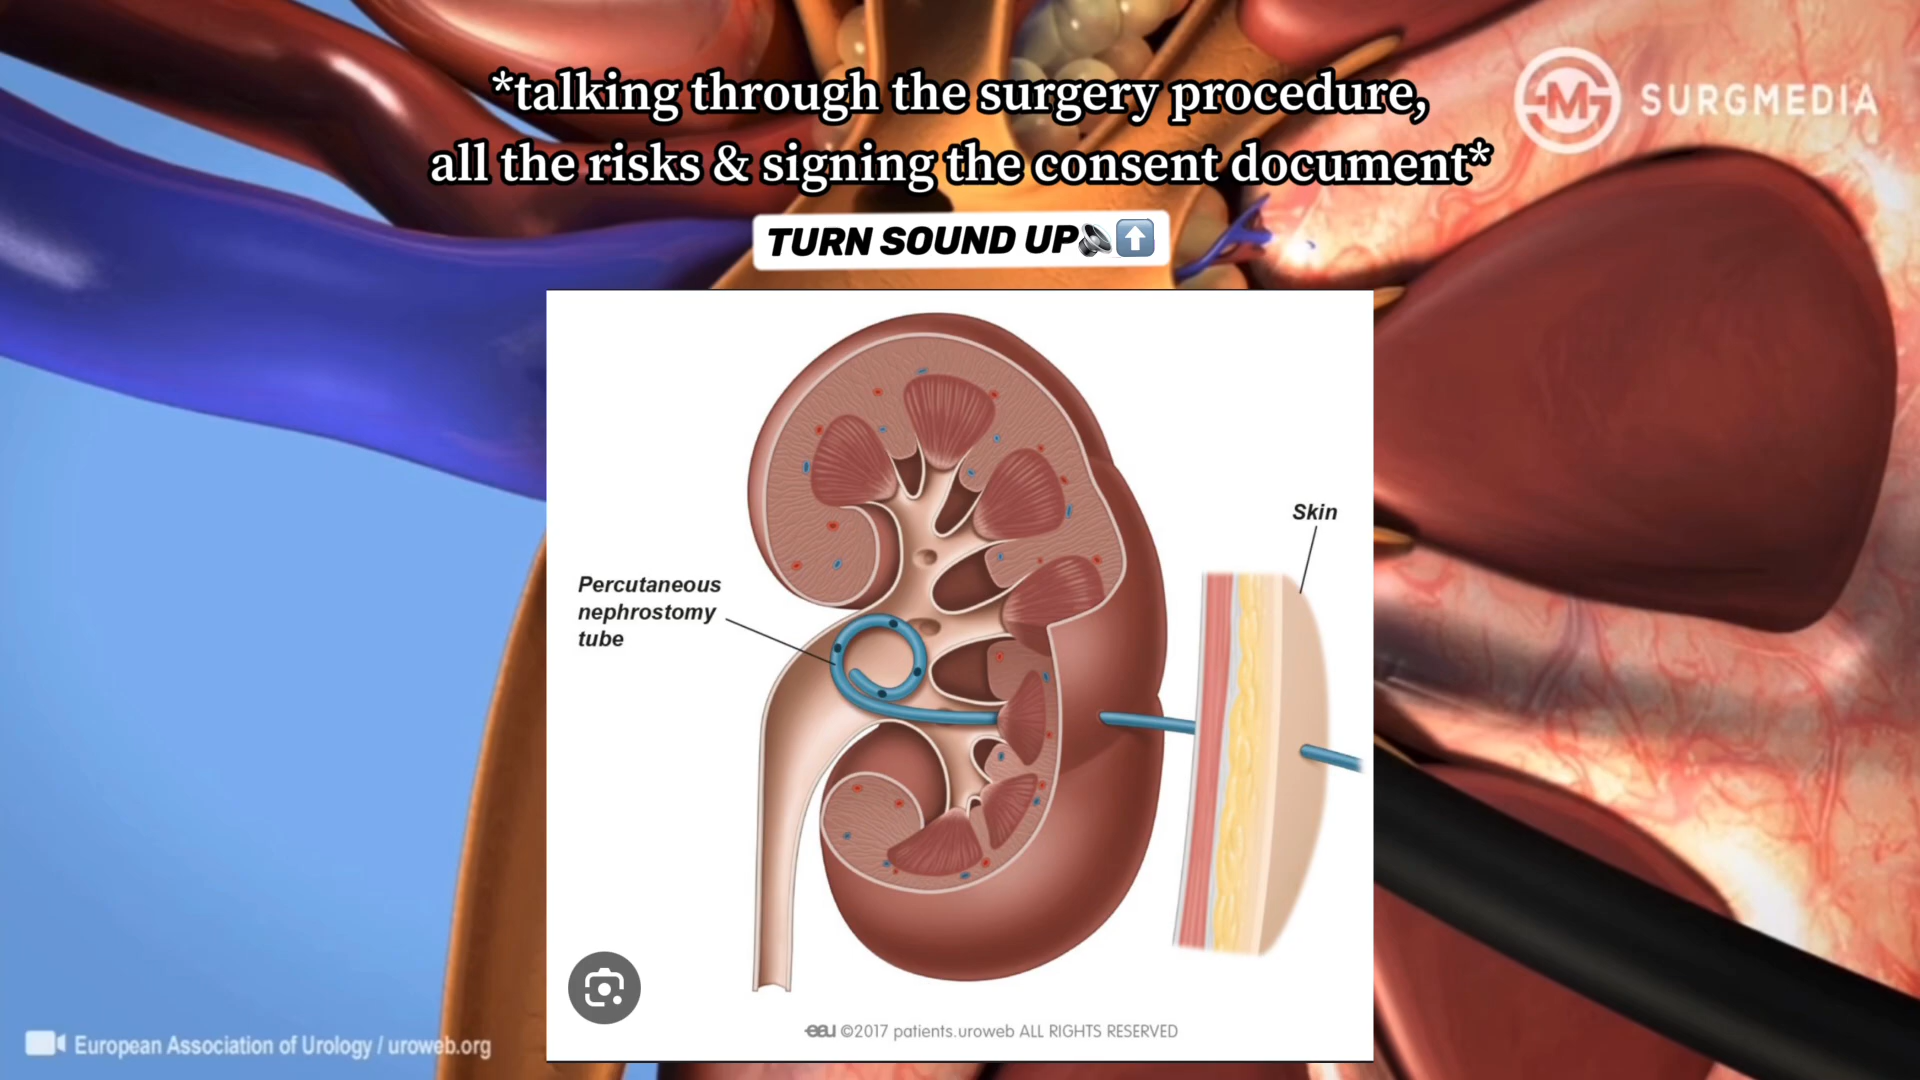 *talking through the surgery procedure,
all the risks & signing the consent document*
SURGMEDIA
TURN SOUND UP🔊⬆️
Skin
Percutaneous
nephrostomy
tube
eau ©2017 patients.uroweb ALL RIGHTS RESERVED
European Association of Urology / uroweb.org